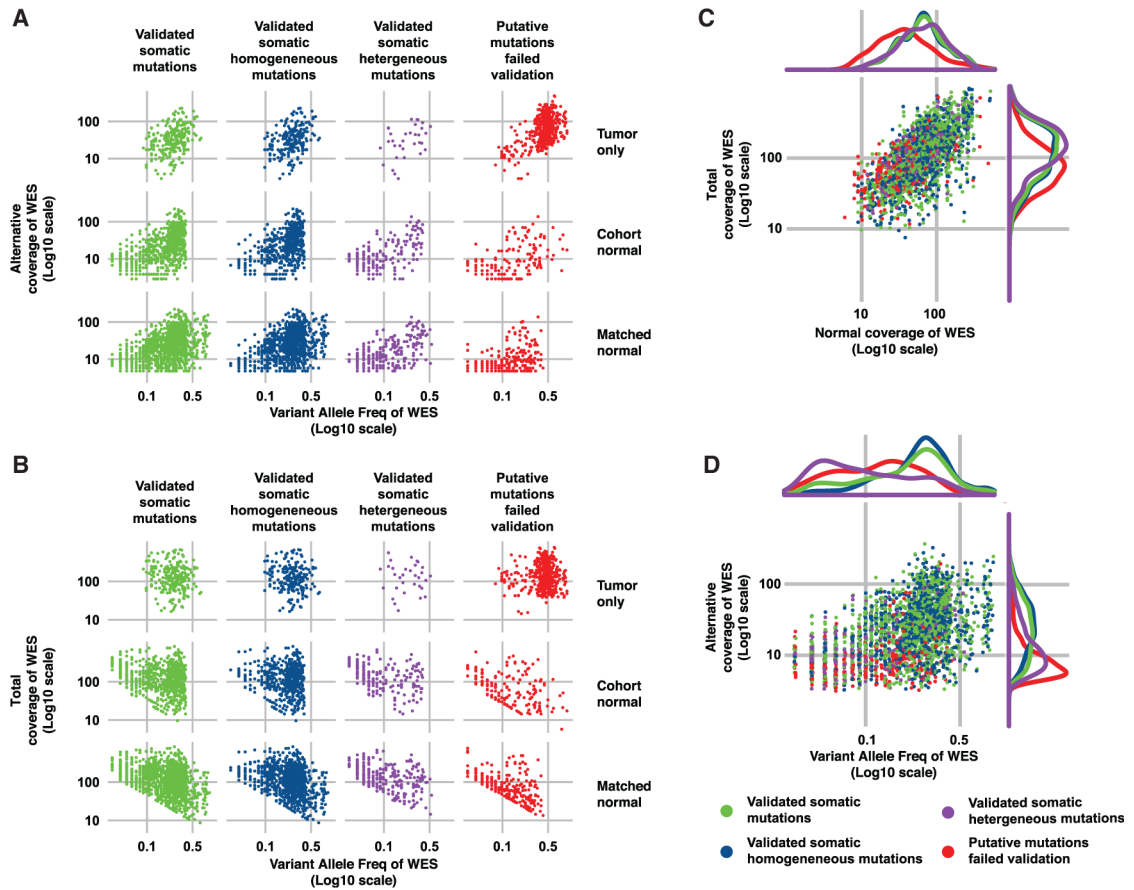 A
Validated
somatic
mutations
Validated
somatic
homogeneneous
mutations
Validated
somatic
hetergeneous
mutations
Putative
mutations
failed
validation
Alternative
coverage of WES
(Log10 scale)
100
10
Tumor
only
100
10
Cohort
normal
100
10
Matched
normal
0.1
0.5
0.1
0.5
0.1
0.5
0.1
0.5
Variant Allele Freq of WES
(Log10 scale)
B
Validated
somatic
mutations
Validated
somatic
homogeneneous
mutations
Validated
somatic
hetergeneous
mutations
Putative
mutations
failed
validation
Total
coverage of WES
(Log10 scale)
100
10
Tumor
only
100
10
Cohort
normal
100
10
Matched
normal
0.1
0.5
0.1
0.5
0.1
0.5
0.1
0.5
Variant Allele Freq of WES
(Log10 scale)
C
Total
coverage of WES
(Log10 scale)
100
10
10
100
Normal coverage of WES
(Log10 scale)
D
Alternative
coverage of WES
(Log10 scale)
100
10
0.1
0.5
Variant Allele Freq of WES
(Log10 scale)
Validated somatic
mutations
Validated somatic
homogeneneous mutations
Validated somatic
hetergeneous mutations
Putative mutations
failed validation